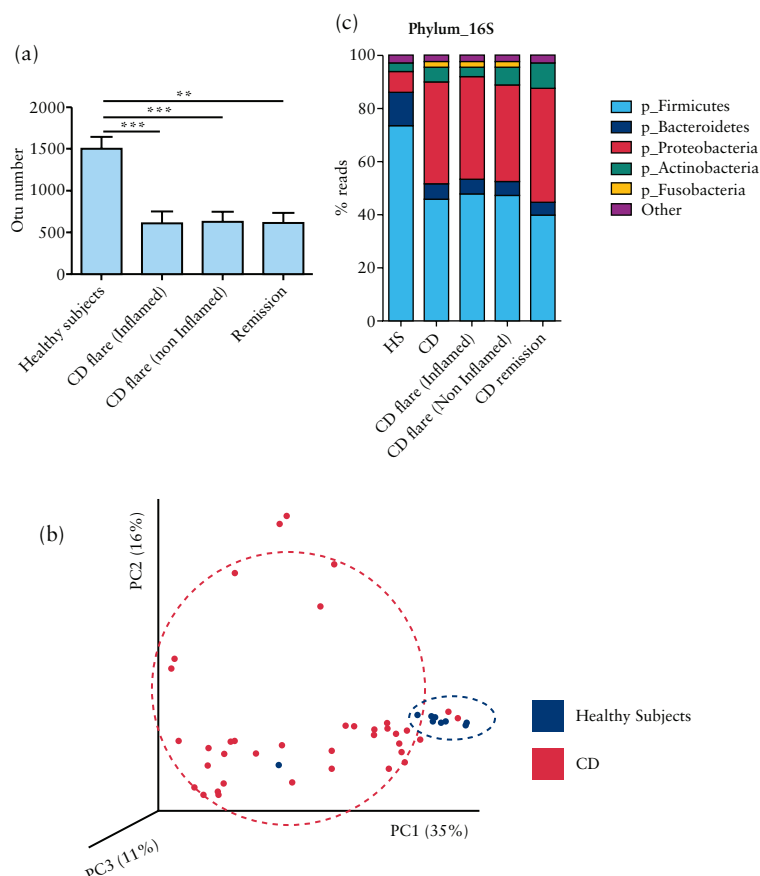 (a)
**
***
***
2000
1500
1000
500
0
Otu number
Healthy subjects
CD flare (Inflamed)
CD flare (non Inflamed)
Remission
(c)
Phylum_16S
100
80
60
40
20
0
% reads
HS
CD
CD flare (Inflamed)
CD flare (Non Inflamed)
CD remission
p_Firmicutes
p_Bacteroidetes
p_Proteobacteria
p_Actinobacteria
p_Fusobacteria
Other
(b)
PC2 (16%)
PC1 (35%)
PC3 (11%)
Healthy Subjects
CD